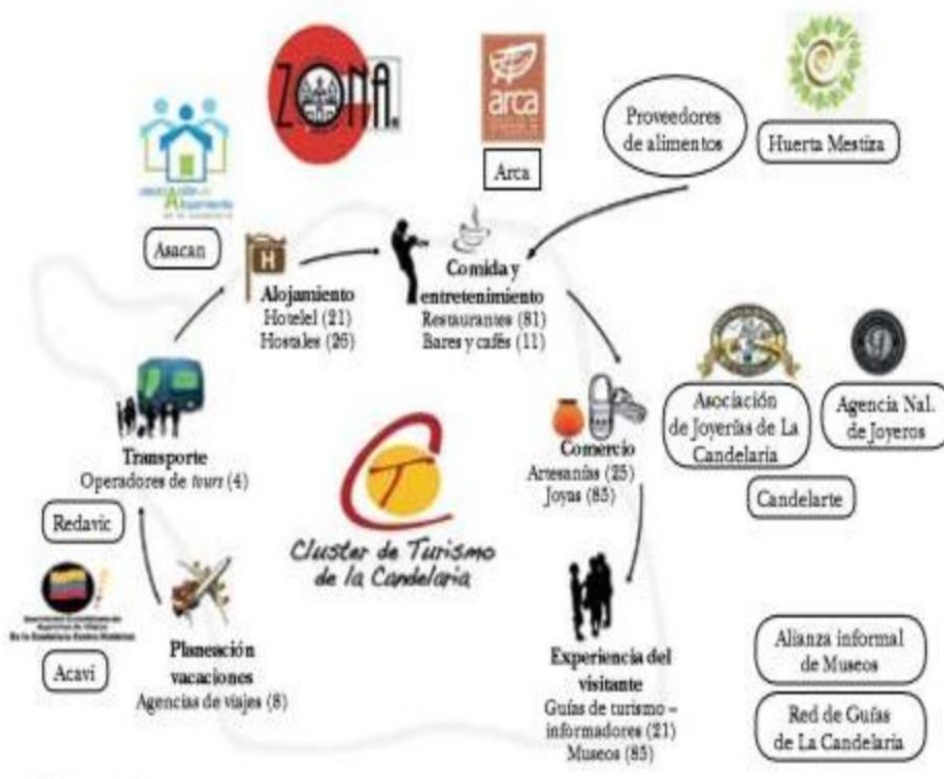 ZONA
arca
Arca
Proveedores
de alimentos
Huerta Mestiza
Asacan
H
Alojamiento
Hotelel (21)
Hostales (26)
Comida y
entretenimiento
Restaurantes (81)
Bares y cafés (11)
Transporte
Operadores de tours (4)
Redavic
Acavi
Planeación
vacaciones
Agencias de viajes (8)
Cluster de Turismo
de la Candelaria
Comercio
Artesanías (25)
Joyas (85)
Asociación
de Joyerías de La
Candelaria
Agencia Nal.
de Joyeros
Candelarte
Experiencia del
visitante
Guías de turismo –
informadores (21)
Museos (85)
Alianza informal
de Museos
Red de Guías
de La Candelaria